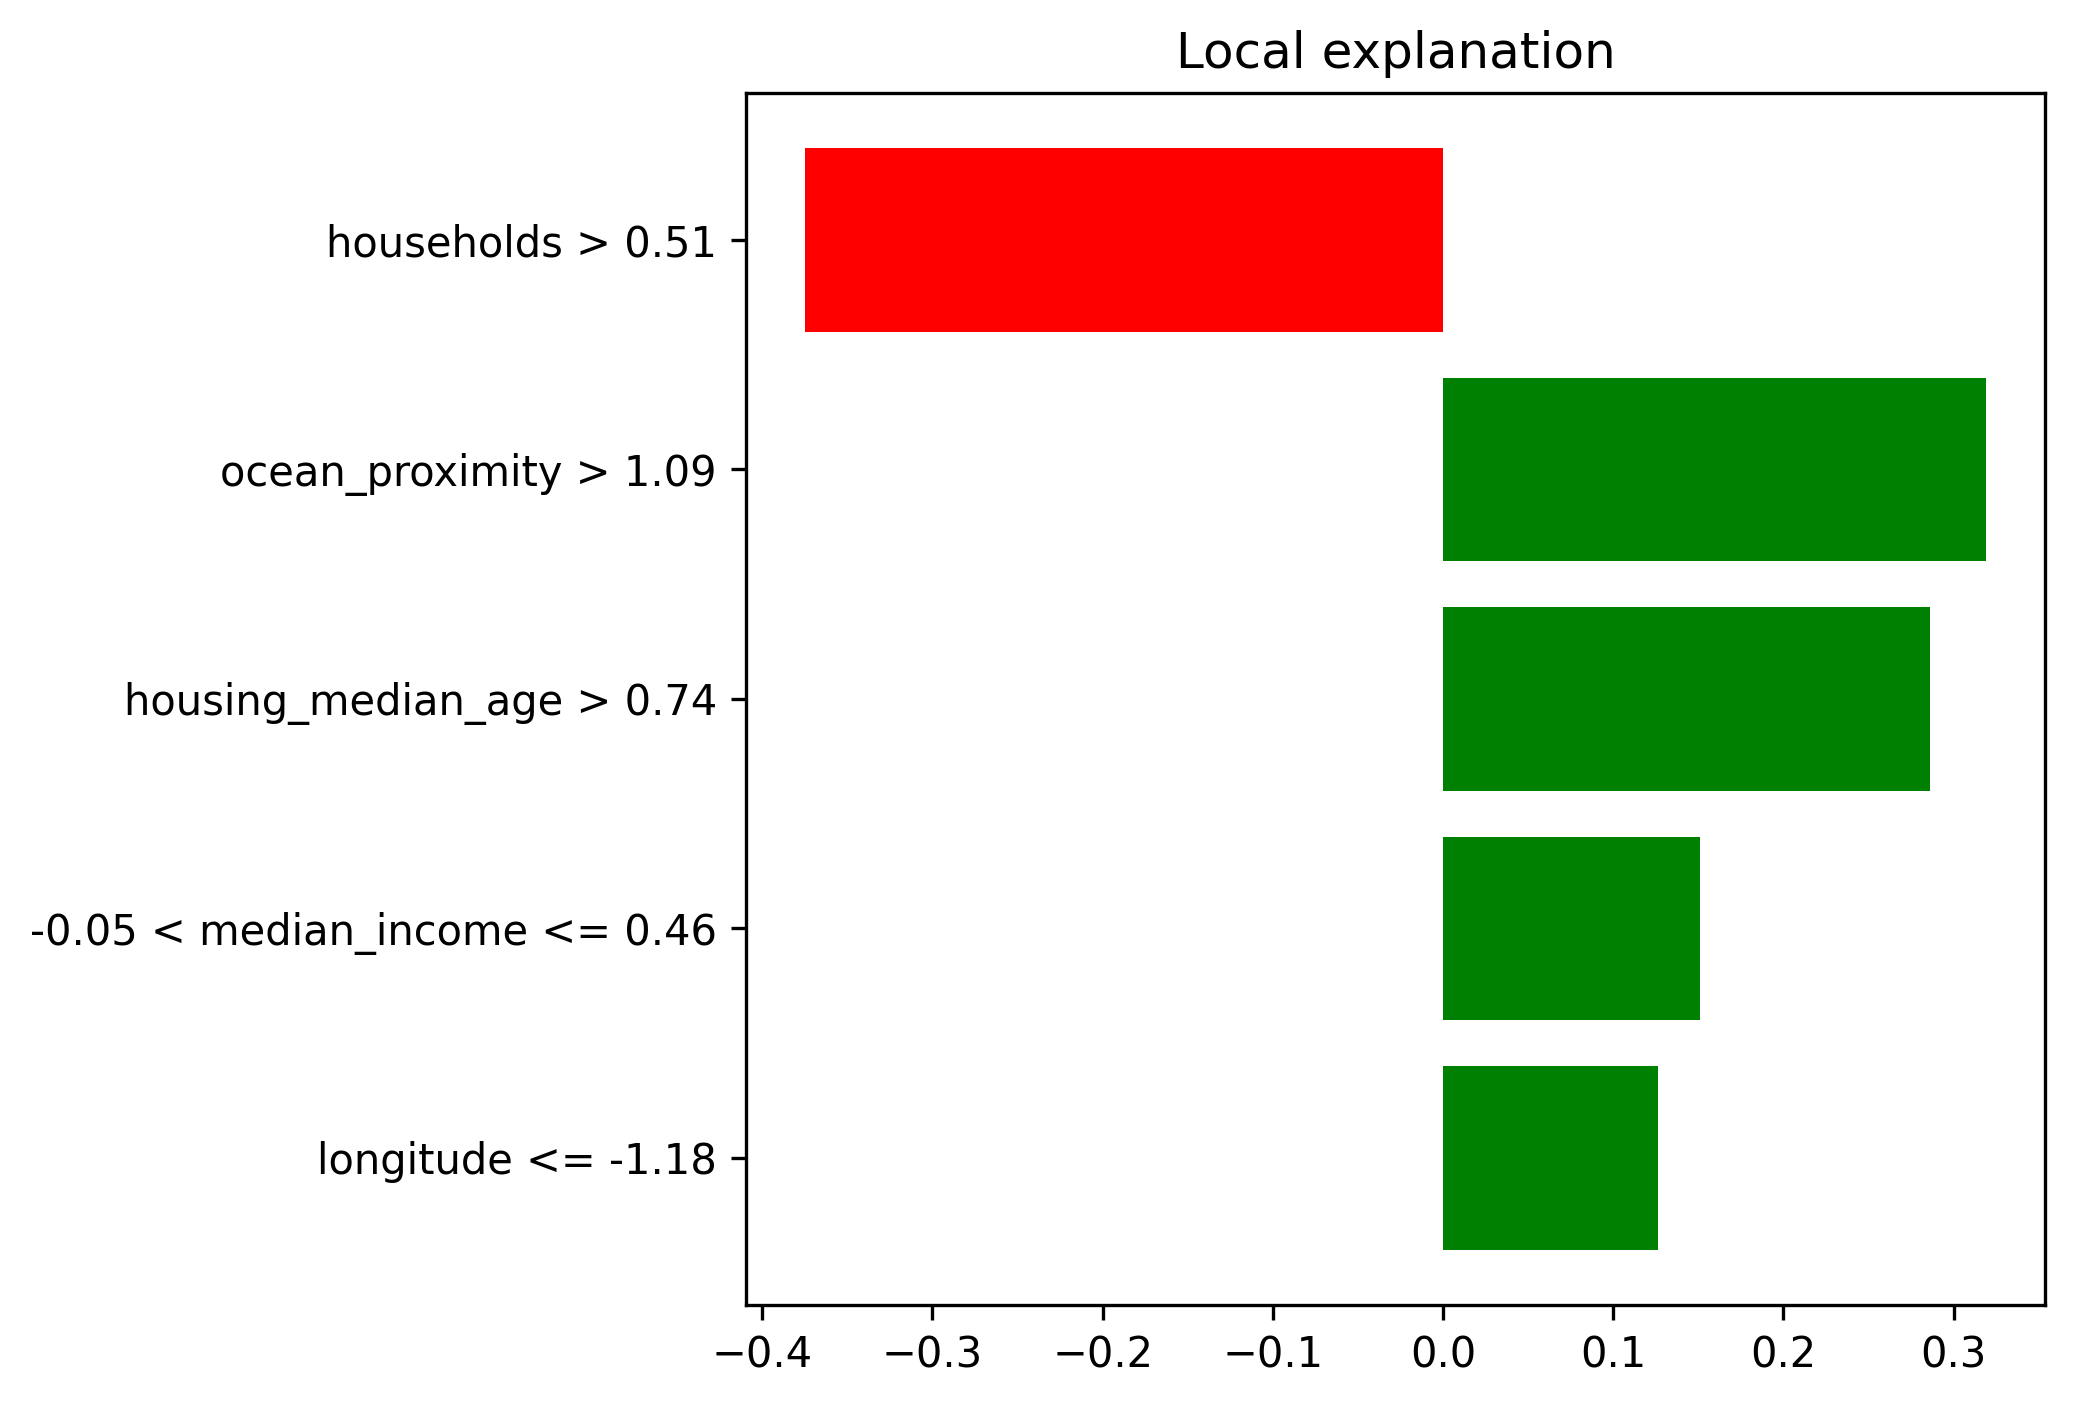 Local explanation
households > 0.51
ocean_proximity > 1.09
housing_median_age > 0.74
-0.05 < median_income <= 0.46
longitude <= -1.18
−0.4 −0.3 −0.2 −0.1 0.0 0.1 0.2 0.3